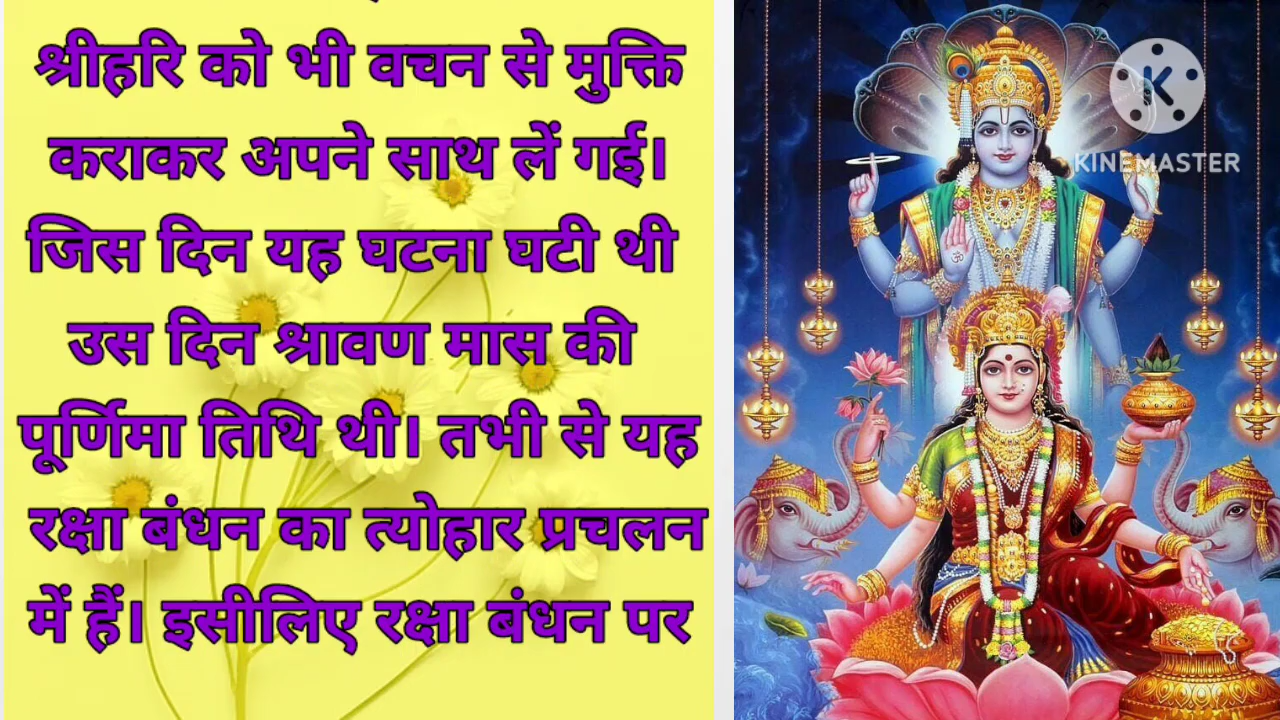 श्रीहरि को भी वचन से मुक्ति
कराकर अपने साथ लें गई।
जिस दिन यह घटना घटी थी
उस दिन श्रावण मास की
पूर्णिमा तिथि थी। तभी से यह
रक्षा बंधन का त्योहार प्रचलन
में हैं। इसीलिए रक्षा बंधन पर
K
KINEMASTER
ॐ